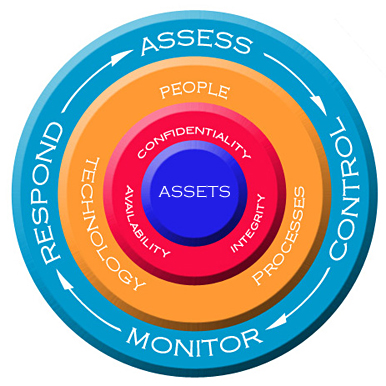 ASSESS
CONTROL
MONITOR
RESPOND
PEOPLE
PROCESSES
TECHNOLOGY
CONFIDENTIALITY
INTEGRITY
AVAILABILITY
ASSETS